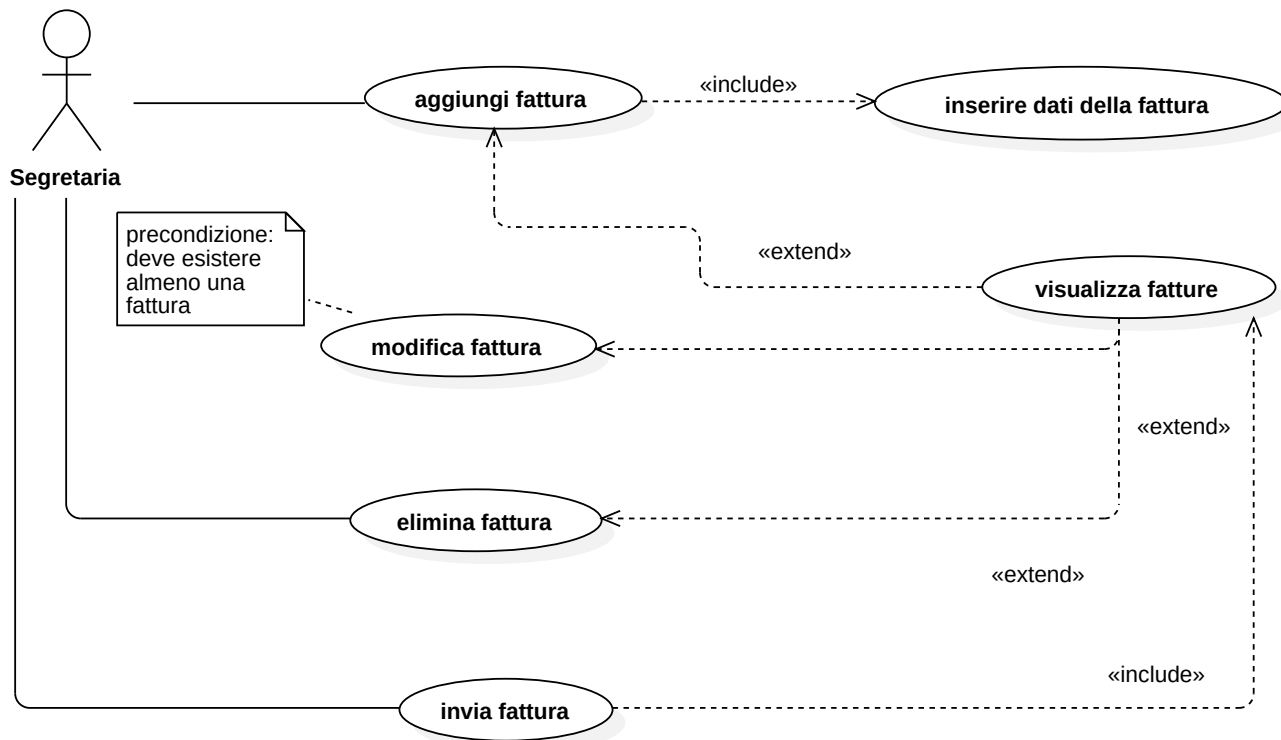 aggiungi fattura
«include»
inserire dati della fattura
Segretaria
precondizione:
deve esistere
almeno una
fattura
«extend»
visualizza fatture
modifica fattura
«extend»
elimina fattura
«extend»
«include»
invia fattura